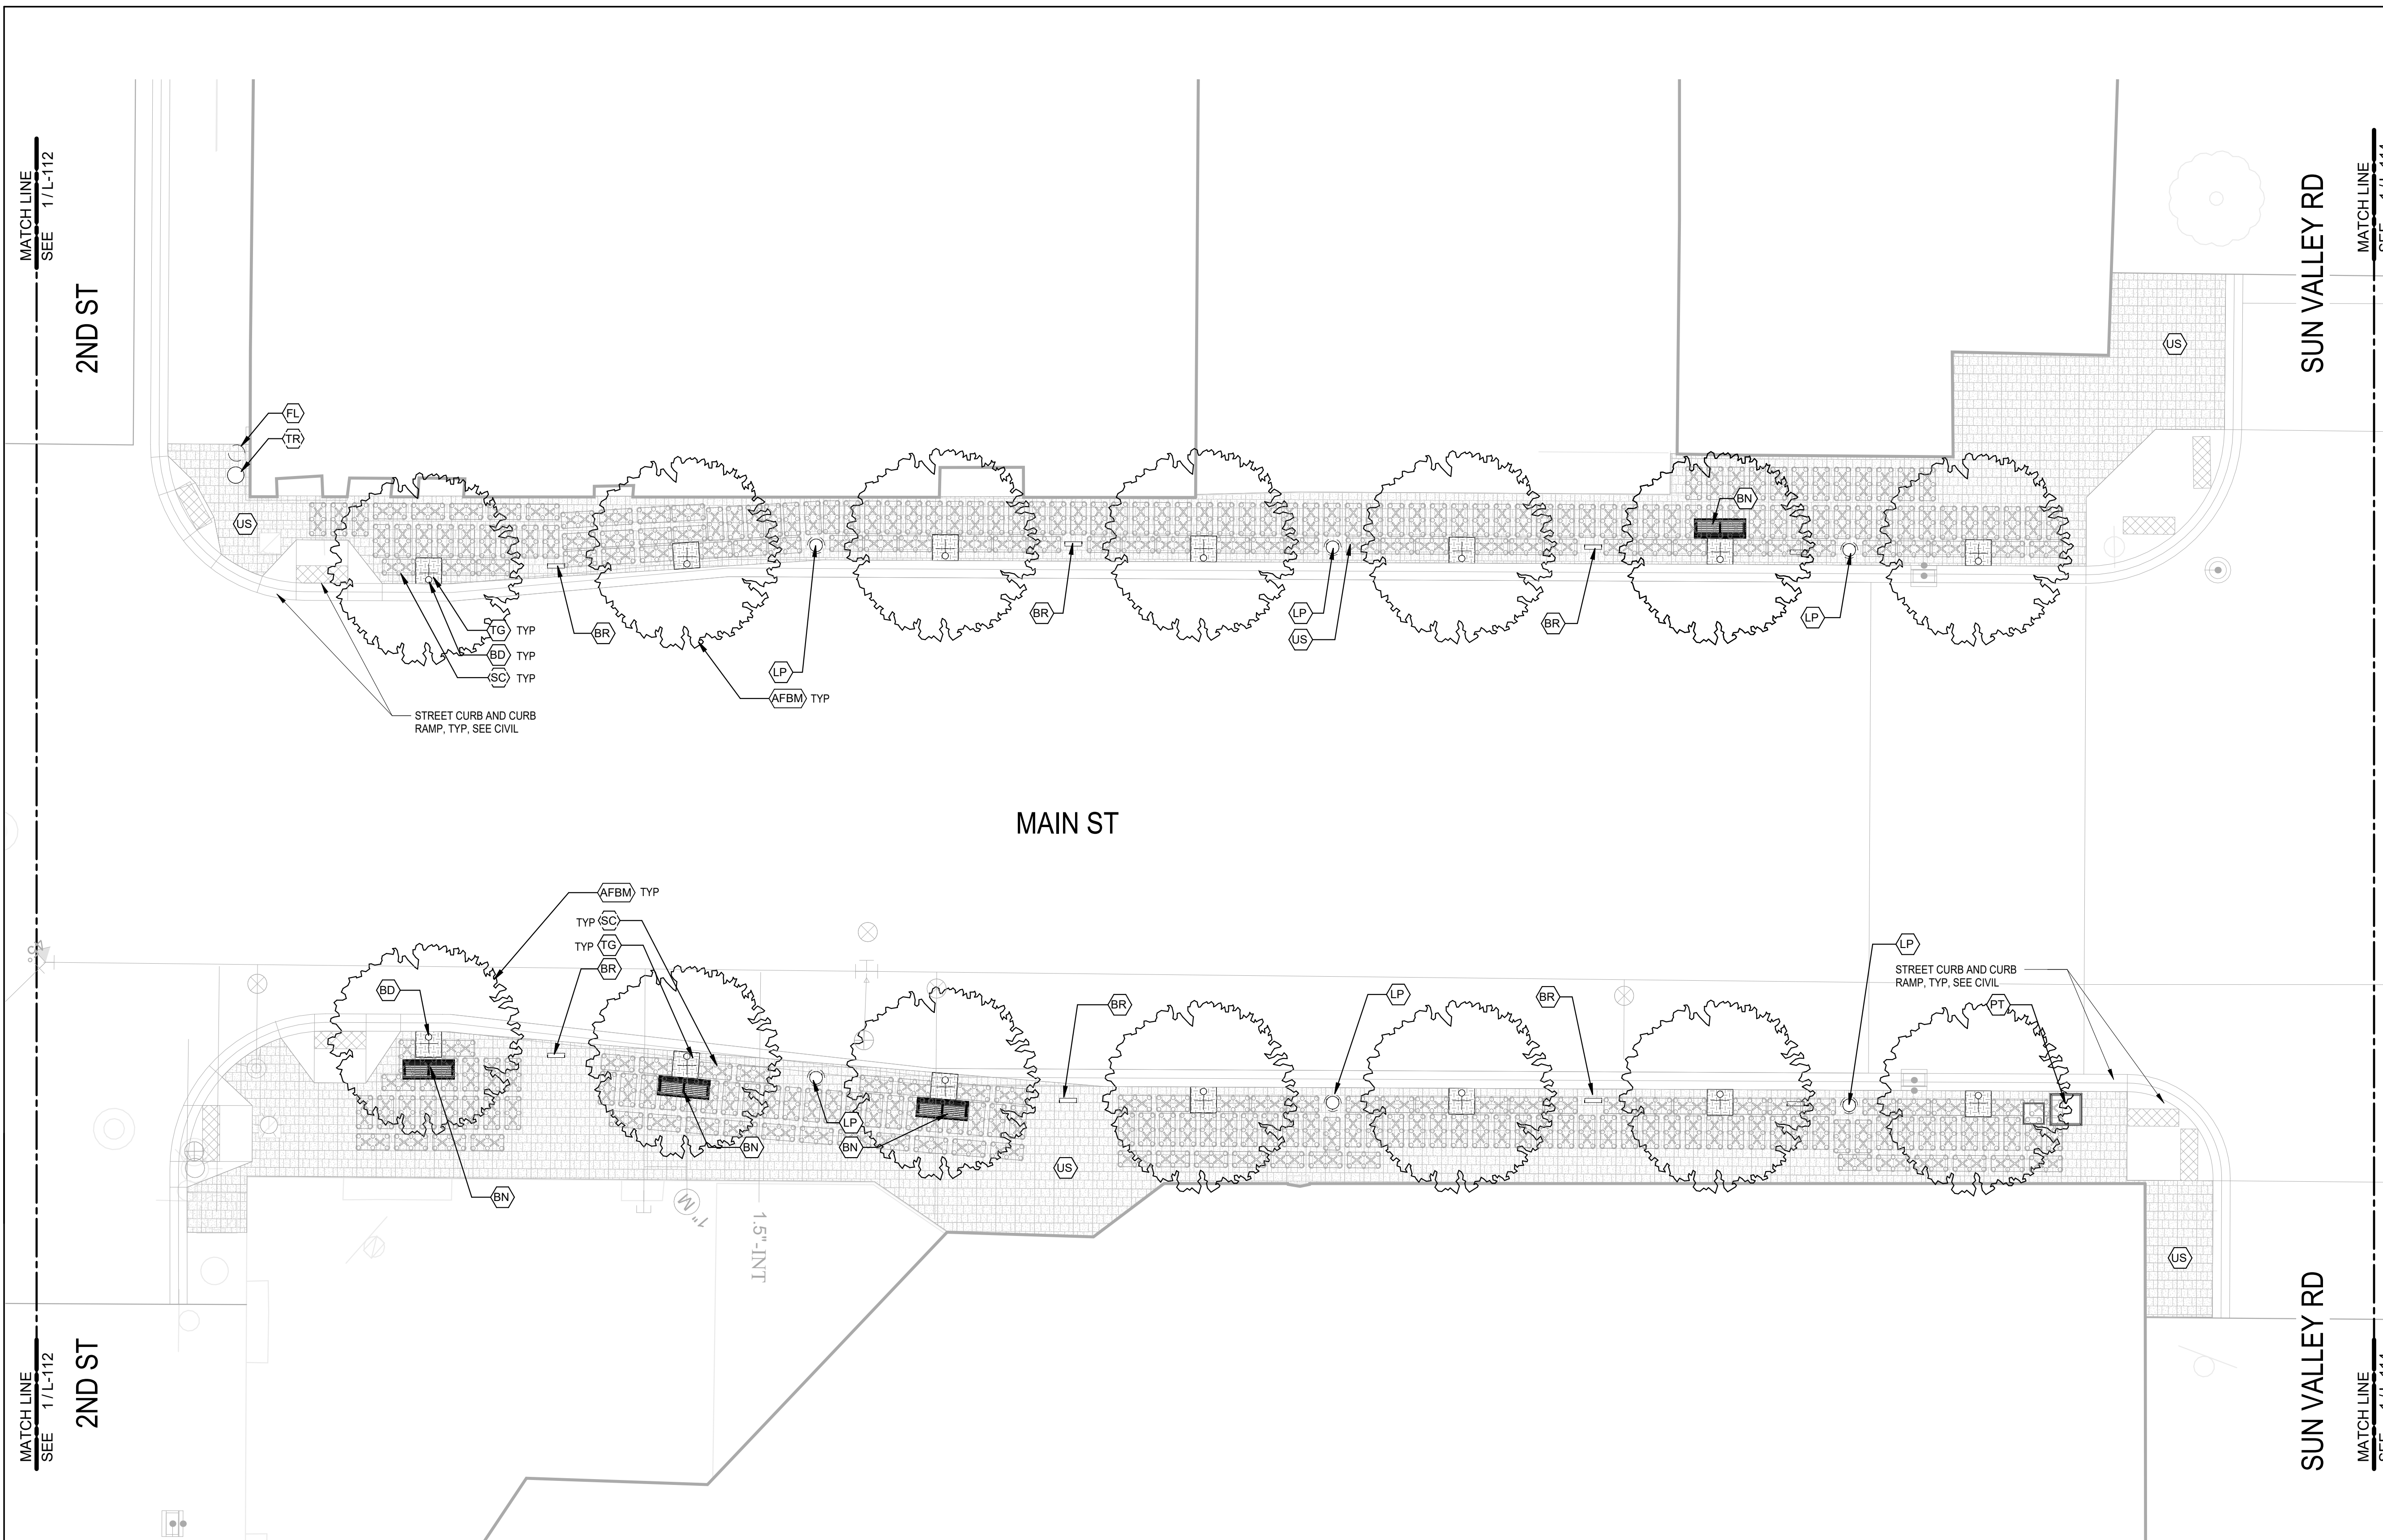 MATCH LINE
SEE 1 / L-112
2ND ST
SUN VALLEY RD
MATCH LINE
FL
TR
US
US
BN
TG TYP
BD TYP
SC TYP
BR
LP
AFBM TYP
BR
LP
US
BR
LP
STREET CURB AND CURB
RAMP, TYP, SEE CIVIL
MAIN ST
AFBM TYP
TYP SC
TYP TG
BR
BD
BN
BN
LP
BN
BR
US
LP
BR
LP
STREET CURB AND CURB
RAMP, TYP, SEE CIVIL
PT
US
1" M
1.5"-INT
MATCH LINE
SEE 1 / L-112
2ND ST
SUN VALLEY RD
MATCH LINE